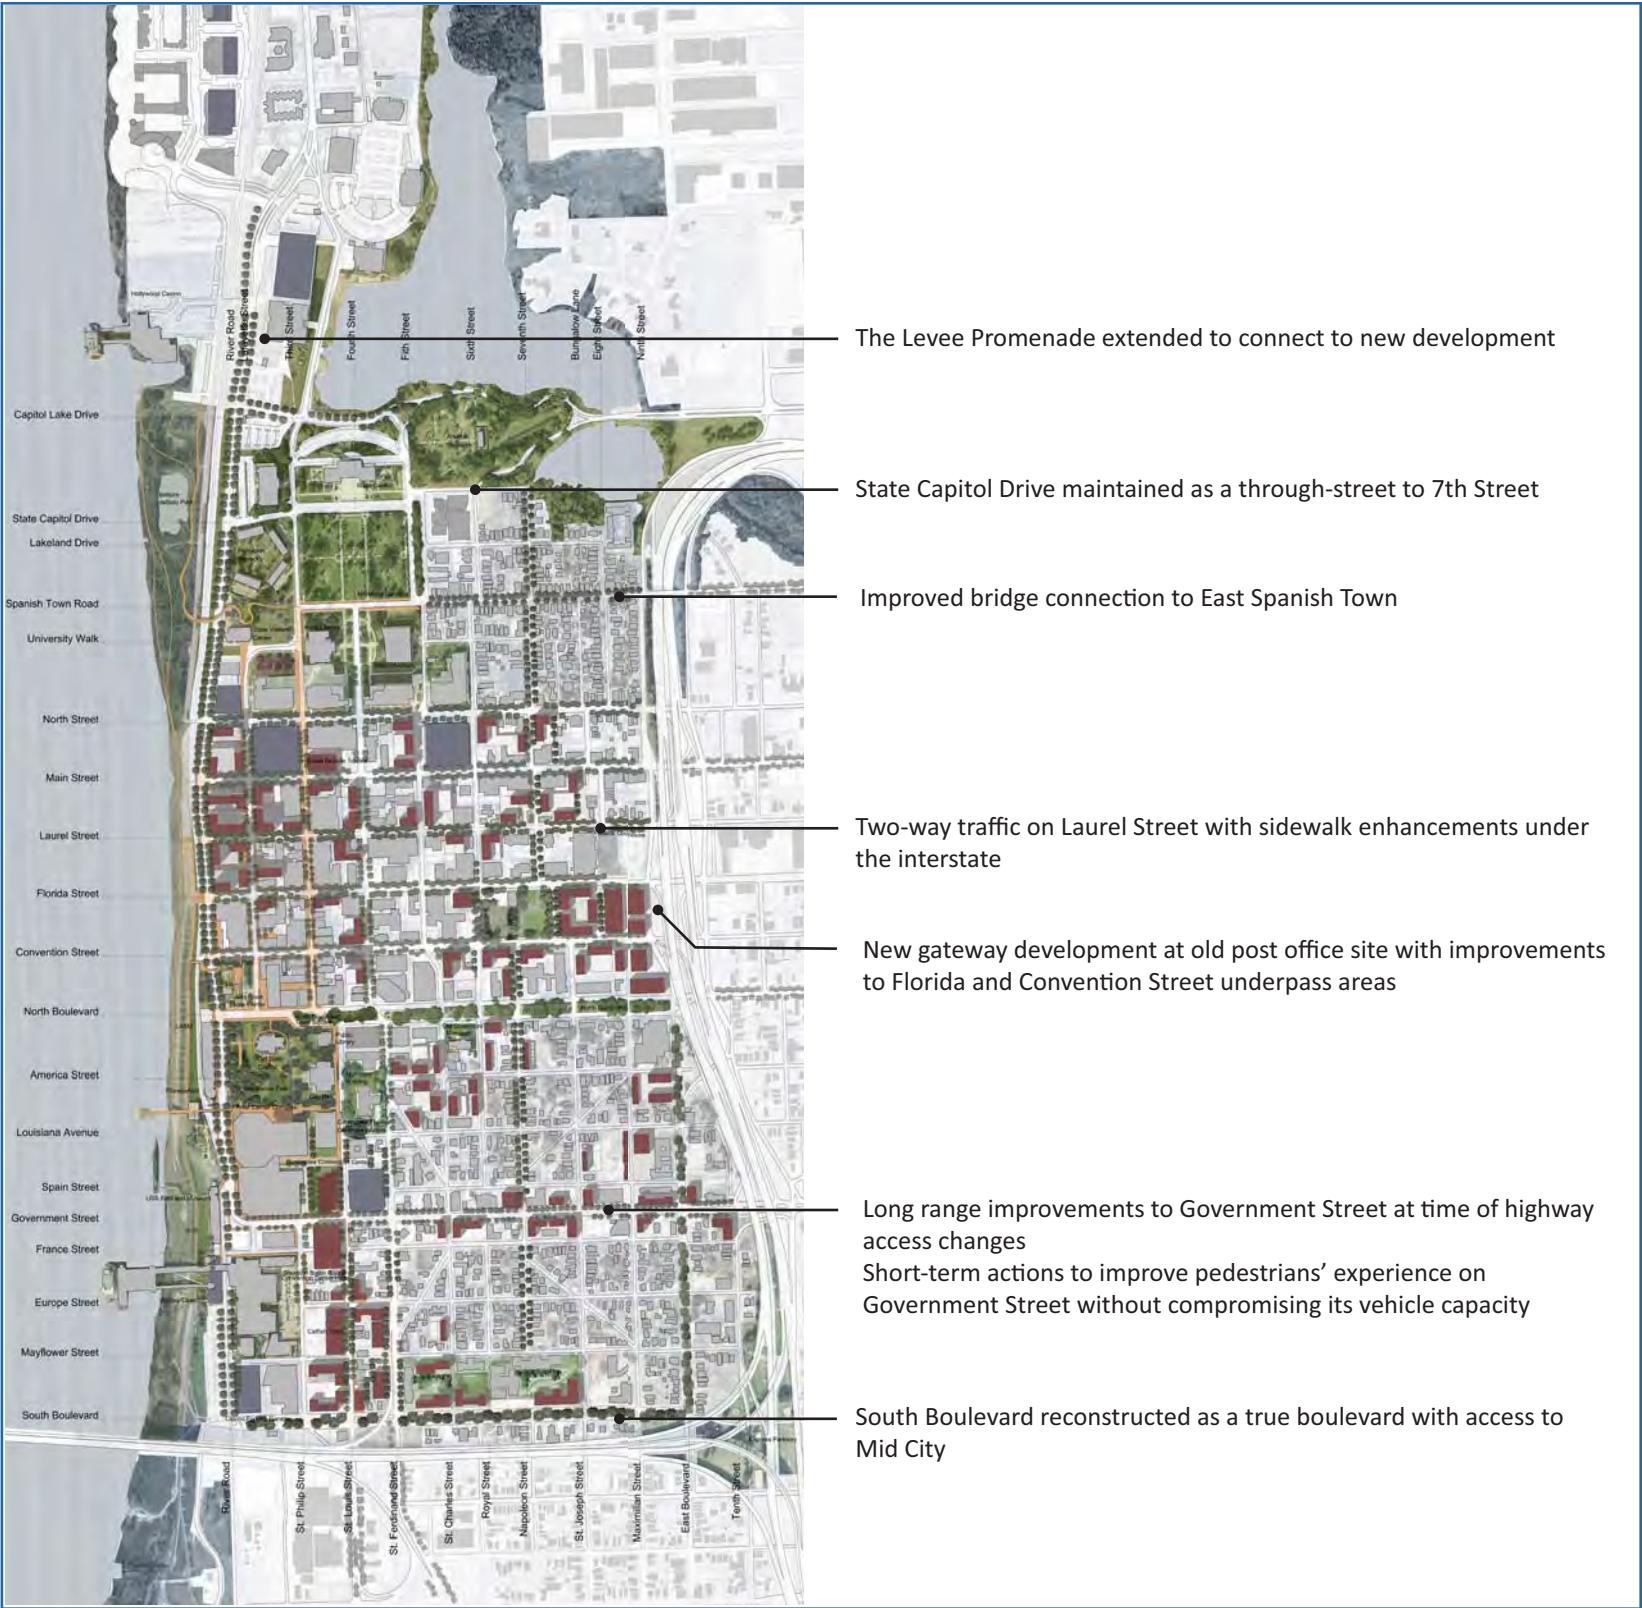 Hollywood Casino
River Road
Fourth Street
Fifth Street
Sixth Street
Seventh Street
Bungalow Lane
Eighth Street
Ninth Street
The Levee Promenade extended to connect to new development
Capitol Lake Drive
State Capitol Drive maintained as a through-street to 7th Street
State Capitol Drive
Lakeland Drive
Spanish Town Road
Improved bridge connection to East Spanish Town
University Walk
North Street
Main Street
Laurel Street
Two-way traffic on Laurel Street with sidewalk enhancements under
the interstate
Florida Street
Convention Street
New gateway development at old post office site with improvements
to Florida and Convention Street underpass areas
North Boulevard
America Street
Louisiana Avenue
Spain Street
Government Street
Long range improvements to Government Street at time of highway
access changes
Short-term actions to improve pedestrians’ experience on
Government Street without compromising its vehicle capacity
France Street
Europe Street
Mayflower Street
South Boulevard
South Boulevard reconstructed as a true boulevard with access to
Mid City
River Road
St. Philip Street
St. Louis Street
St. Ferdinand Street
St. Charles Street
Royal Street
Napoleon Street
St. Joseph Street
Maximilian Street
East Boulevard
Tenth Street